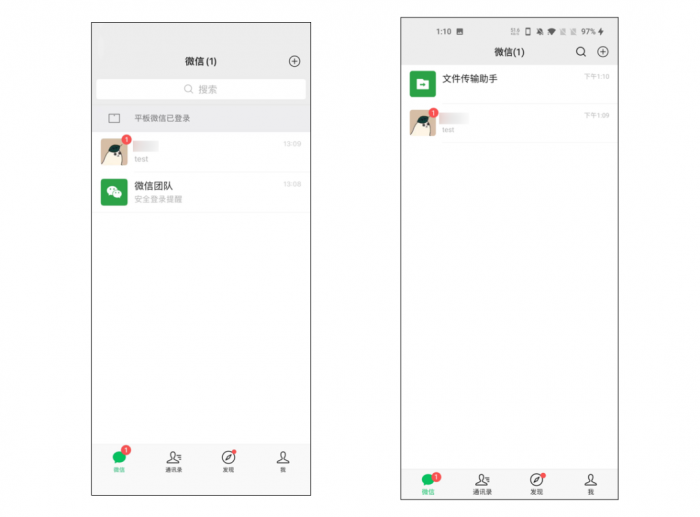 微信(1)
搜索
平板微信已登录
1
13:09
test
微信团队
13:08
安全登录提醒
1
微信
通讯录
发现
我
1:10
97%
微信(1)
文件传输助手
下午1:10
1
下午1:09
test
1
微信
通讯录
发现
我